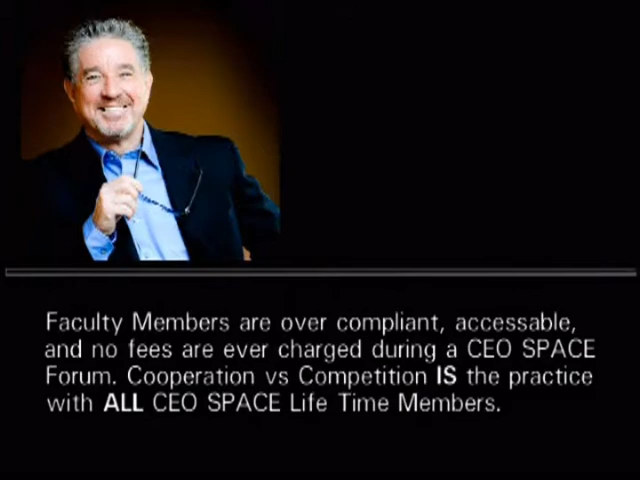 Faculty Members are over compliant, accessable,
and no fees are ever charged during a CEO SPACE
Forum. Cooperation vs Competition IS the practice
with ALL CEO SPACE Life Time Members.